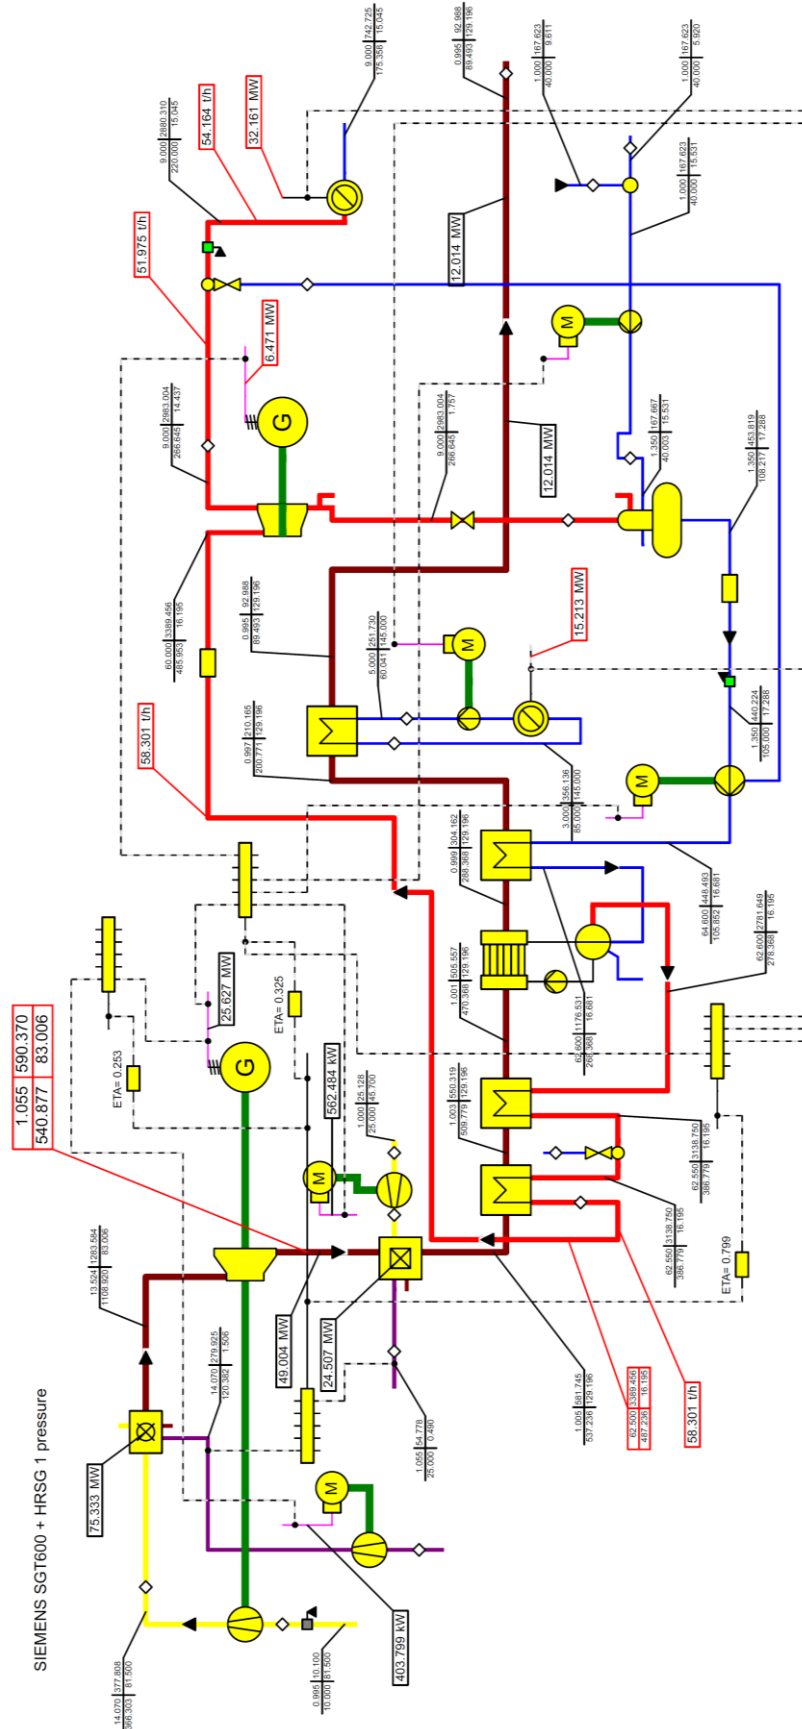 SIEMENS SGT600 + HRSG 1 pressure
14.070 377.808
366.303 81.500
0.995 10.100
10.000 81.500
75.333 MW
403.799 kW
13.524 1283.584
1108.920 83.006
14.070 279.925
120.382 1.506
M
1.055 590.370
540.877 83.006
49.004 MW
24.507 MW
1.055 54.778
25.000 0.490
G
25.627 MW
ETA= 0.253
ETA= 0.325
M
562.484 kW
1.000 25.128
25.000 45.700
1.005 581.745
537.236 129.196
62.500 3389.456
487.236 16.195
58.301 t/h
ETA= 0.799
62.550 3138.750
386.779 16.195
62.550 3138.750
386.779 16.195
1.003 550.319
509.779 129.196
1.001 505.557
470.368 129.196
62.600 1176.531
268.368 16.681
62.600 2781.649
278.368 16.195
0.999 304.162
288.368 129.196
64.600 448.493
105.852 16.681
3.000 356.136
85.000 145.000
58.301 t/h
0.997 210.165
200.771 129.196
0.995 92.988
89.493 129.196
5.000 251.730
60.041 145.000
M
15.213 MW
M
1.350 440.224
105.000 17.288
1.350 453.819
108.217 17.288
60.000 3389.456
485.953 16.195
G
6.471 MW
9.000 2983.004
266.645 14.437
9.000 2983.004
266.645 1.757
12.014 MW
1.350 167.667
40.003 15.531
M
51.975 t/h
54.164 t/h
9.000 2880.310
220.000 15.045
32.161 MW
12.014 MW
9.000 742.725
175.358 15.045
0.995 92.988
89.493 129.196
1.000 167.623
40.000 9.611
1.000 167.623
40.000 5.920
1.000 167.623
40.000 15.531